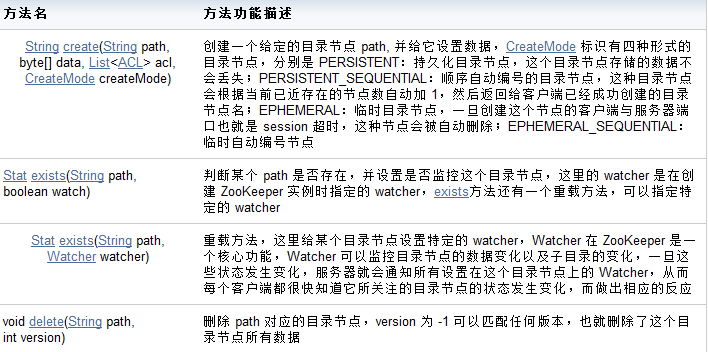 方法名 方法功能描述
String create(String path,
byte[] data, List<ACL> acl,
CreateMode createMode)
创建一个给定的目录节点 path, 并给它设置数据，CreateMode 标识有四种形式的
目录节点，分别是 PERSISTENT：持久化目录节点，这个目录节点存储的数据不
会丢失；PERSISTENT_SEQUENTIAL：顺序自动编号的目录节点，这种目录节点
会根据当前已近存在的节点数自动加 1，然后返回给客户端已经成功创建的目录
节点名；EPHEMERAL：临时目录节点，一旦创建这个节点的客户端与服务器端
口也就是 session 超时，这种节点会被自动删除；EPHEMERAL_SEQUENTIAL：
临时自动编号节点
Stat exists(String path,
boolean watch)
判断某个 path 是否存在，并设置是否监控这个目录节点，这里的 watcher 是在创
建 ZooKeeper 实例时指定的 watcher，exists方法还有一个重载方法，可以指定特
定的 watcher
Stat exists(String path,
Watcher watcher)
重载方法，这里给某个目录节点设置特定的 watcher，Watcher 在 ZooKeeper 是一
个核心功能，Watcher 可以监控目录节点的数据变化以及子目录的变化，一旦这
些状态发生变化，服务器就会通知所有设置在这个目录节点上的 Watcher，从而
每个客户端都很快知道它所关注的目录节点的状态发生变化，而做出相应的反应
void delete(String path,
int version)
删除 path 对应的目录节点，version 为 -1 可以匹配任何版本，也就删除了这个目
录节点所有数据